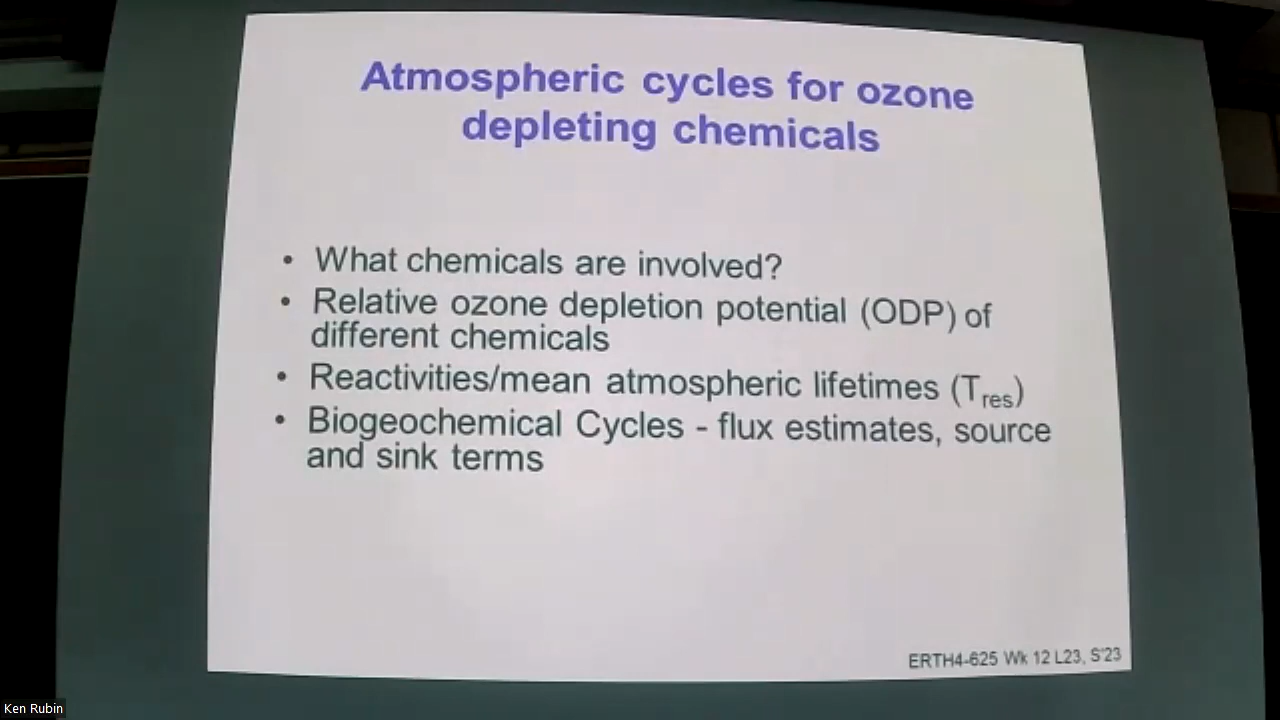 Atmospheric cycles for ozone
depleting chemicals
• What chemicals are involved?
• Relative ozone depletion potential (ODP) of
different chemicals
• Reactivities/mean atmospheric lifetimes (Tres)
• Biogeochemical Cycles - flux estimates, source
and sink terms
ERTH4-625 Wk 12 L23, S'23
Ken Rubin